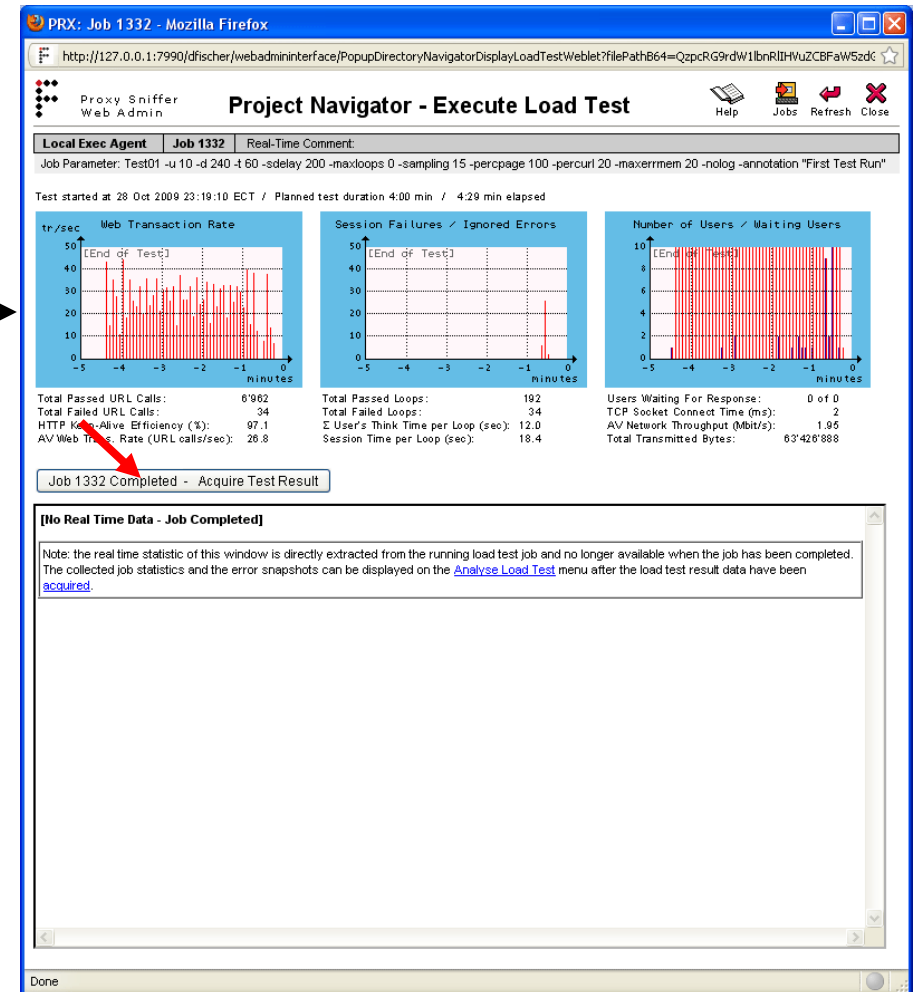 PRX: Job 1332 - Mozilla Firefox
http://127.0.0.1:7990/dfischer/webadmininterface/PopupDirectoryNavigatorDisplayLoadTestWeblet?filePathB64=QzpcRG9rdW1lbnRlIHVuZCBFaW5zdC
Proxy Sniffer
Web Admin
Project Navigator - Execute Load Test
Help Jobs Refresh Close
Local Exec Agent Job 1332 Real-Time Comment:
Job Parameter: Test01 -u 10 -d 240 -t 60 -sdelay 200 -maxloops 0 -sampling 15 -percpage 100 -percurl 20 -maxerrmem 20 -nolog -annotation "First Test Run"
Test started at 28 Oct 2009 23:19:10 ECT / Planned test duration 4:00 min / 4:29 min elapsed
tr/sec Web Transaction Rate
50
[End of Test]
40
30
20
10
0
-5 -4 -3 -2 -1 0
minutes
Session Failures / Ignored Errors
50
[End of Test]
40
30
20
10
0
-5 -4 -3 -2 -1 0
minutes
Number of Users / Waiting Users
10
[End of Test]
8
6
4
2
0
-5 -4 -3 -2 -1 0
minutes
Total Passed URL Calls: 6'962
Total Failed URL Calls: 34
HTTP Keep-Alive Efficiency (%): 97.1
AV Web Trans. Rate (URL calls/sec): 26.8
Total Passed Loops: 192
Total Failed Loops: 34
Σ User's Think Time per Loop (sec): 12.0
Session Time per Loop (sec): 18.4
Users Waiting For Response: 0 of 0
TCP Socket Connect Time (ms): 2
AV Network Throughput (Mbit/s): 1.95
Total Transmitted Bytes: 63'426'888
Job 1332 Completed - Acquire Test Result
[No Real Time Data - Job Completed]
Note: the real time statistic of this window is directly extracted from the running load test job and no longer available when the job has been completed.
The collected job statistics and the error snapshots can be displayed on the Analyse Load Test menu after the load test result data have been
acquired.
Done